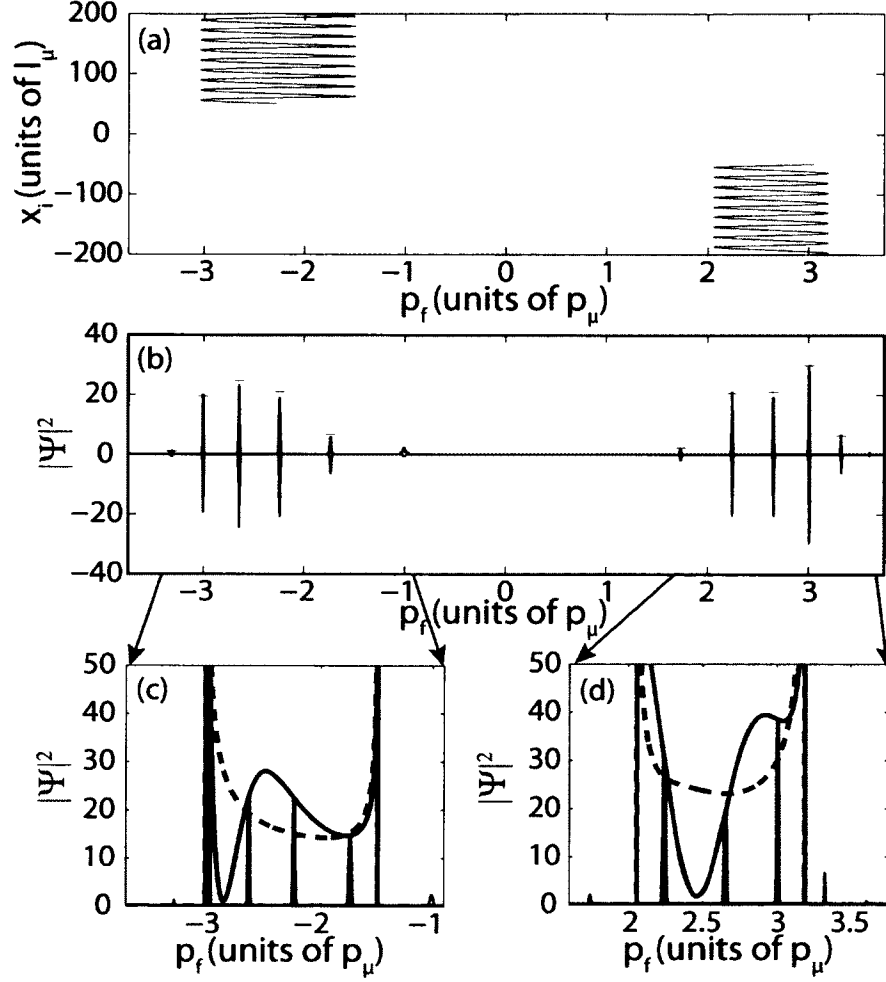 (a)
x_i (units of l_μ)
200
100
0
−100
−200
−3 −2 −1 0 1 2 3
p_f (units of p_μ)
(b)
|Ψ|²
40
20
0
−20
−40
−3 −2 −1 0 1 2 3
p_f (units of p_μ)
(c)
|Ψ|²
50
40
30
20
10
0
−3 −2 −1
p_f (units of p_μ)
(d)
|Ψ|²
50
40
30
20
10
0
2 2.5 3 3.5
p_f (units of p_μ)